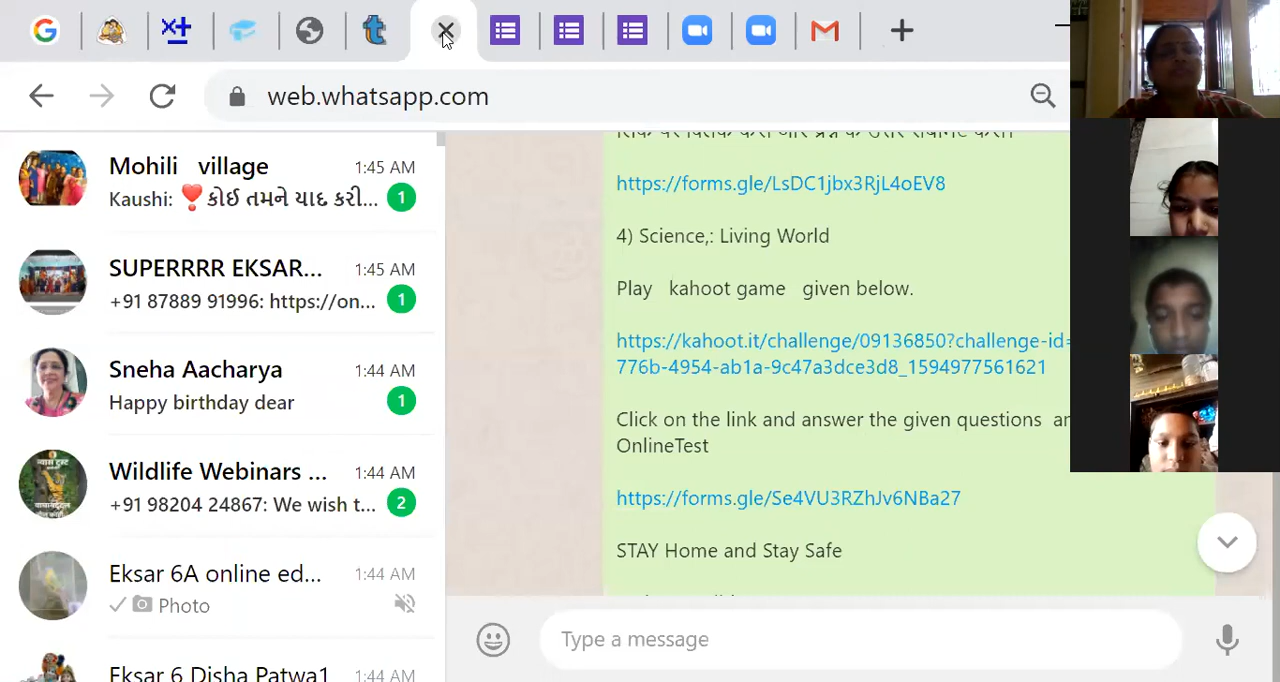 web.whatsapp.com
Mohili village 1:45 AM
Kaushi: ❣️કોઈ તમને યાદ કરી... 1
SUPERRRR EKSAR... 1:45 AM
+91 87889 91996: https://on... 1
Sneha Aacharya 1:44 AM
Happy birthday dear 1
Wildlife Webinars ... 1:44 AM
+91 98204 24867: We wish t... 2
Eksar 6A online ed... 1:44 AM
Photo
Eksar 6 Disha Patwa1 1:44 AM
https://forms.gle/LsDC1jbx3RjL4oEV8
4) Science,: Living World
Play kahoot game given below.
https://kahoot.it/challenge/09136850?challenge-id=
776b-4954-ab1a-9c47a3dce3d8_1594977561621
Click on the link and answer the given questions
OnlineTest
https://forms.gle/Se4VU3RZhJv6NBa27
STAY Home and Stay Safe
Type a message